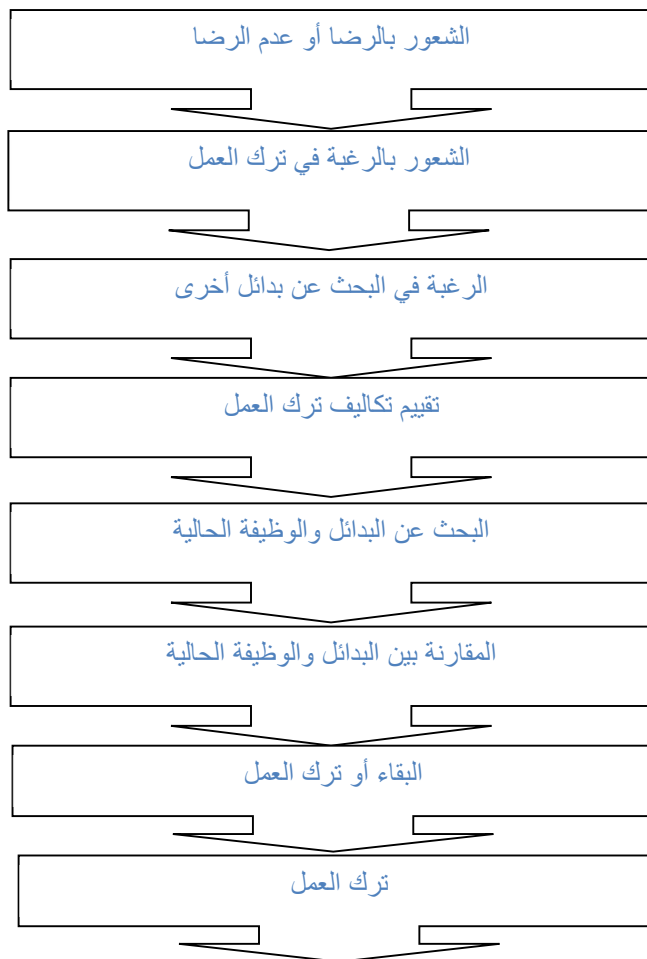 الشعور بالرضا أو عدم الرضا
الشعور بالرغبة في ترك العمل
الرغبة في البحث عن بدائل أخرى
تقييم تكاليف ترك العمل
البحث عن البدائل والوظيفة الحالية
المقارنة بين البدائل والوظيفة الحالية
البقاء أو ترك العمل
ترك العمل